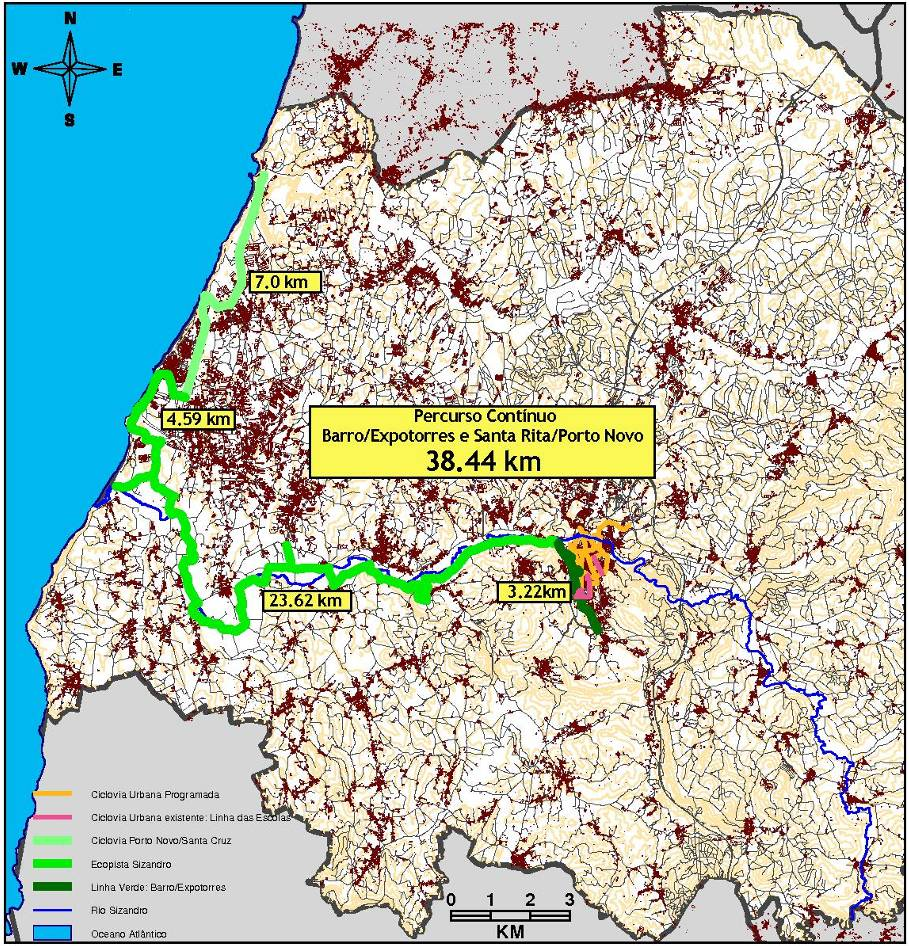 N
W E
S
7.0 km
4.59 km
Percurso Contínuo
Barro/Expotorres e Santa Rita/Porto Novo
38.44 km
3.22km
23.62 km
Ciclovia Urbana Programada
Ciclovia Urbana existente: Linha das Escolas
Ciclovia Porto Novo/Santa Cruz
Ecopista Sizandro
Linha Verde: Barro/Expotorres
Rio Sizandro
Oceano Atlântico
0 1 2 3
KM